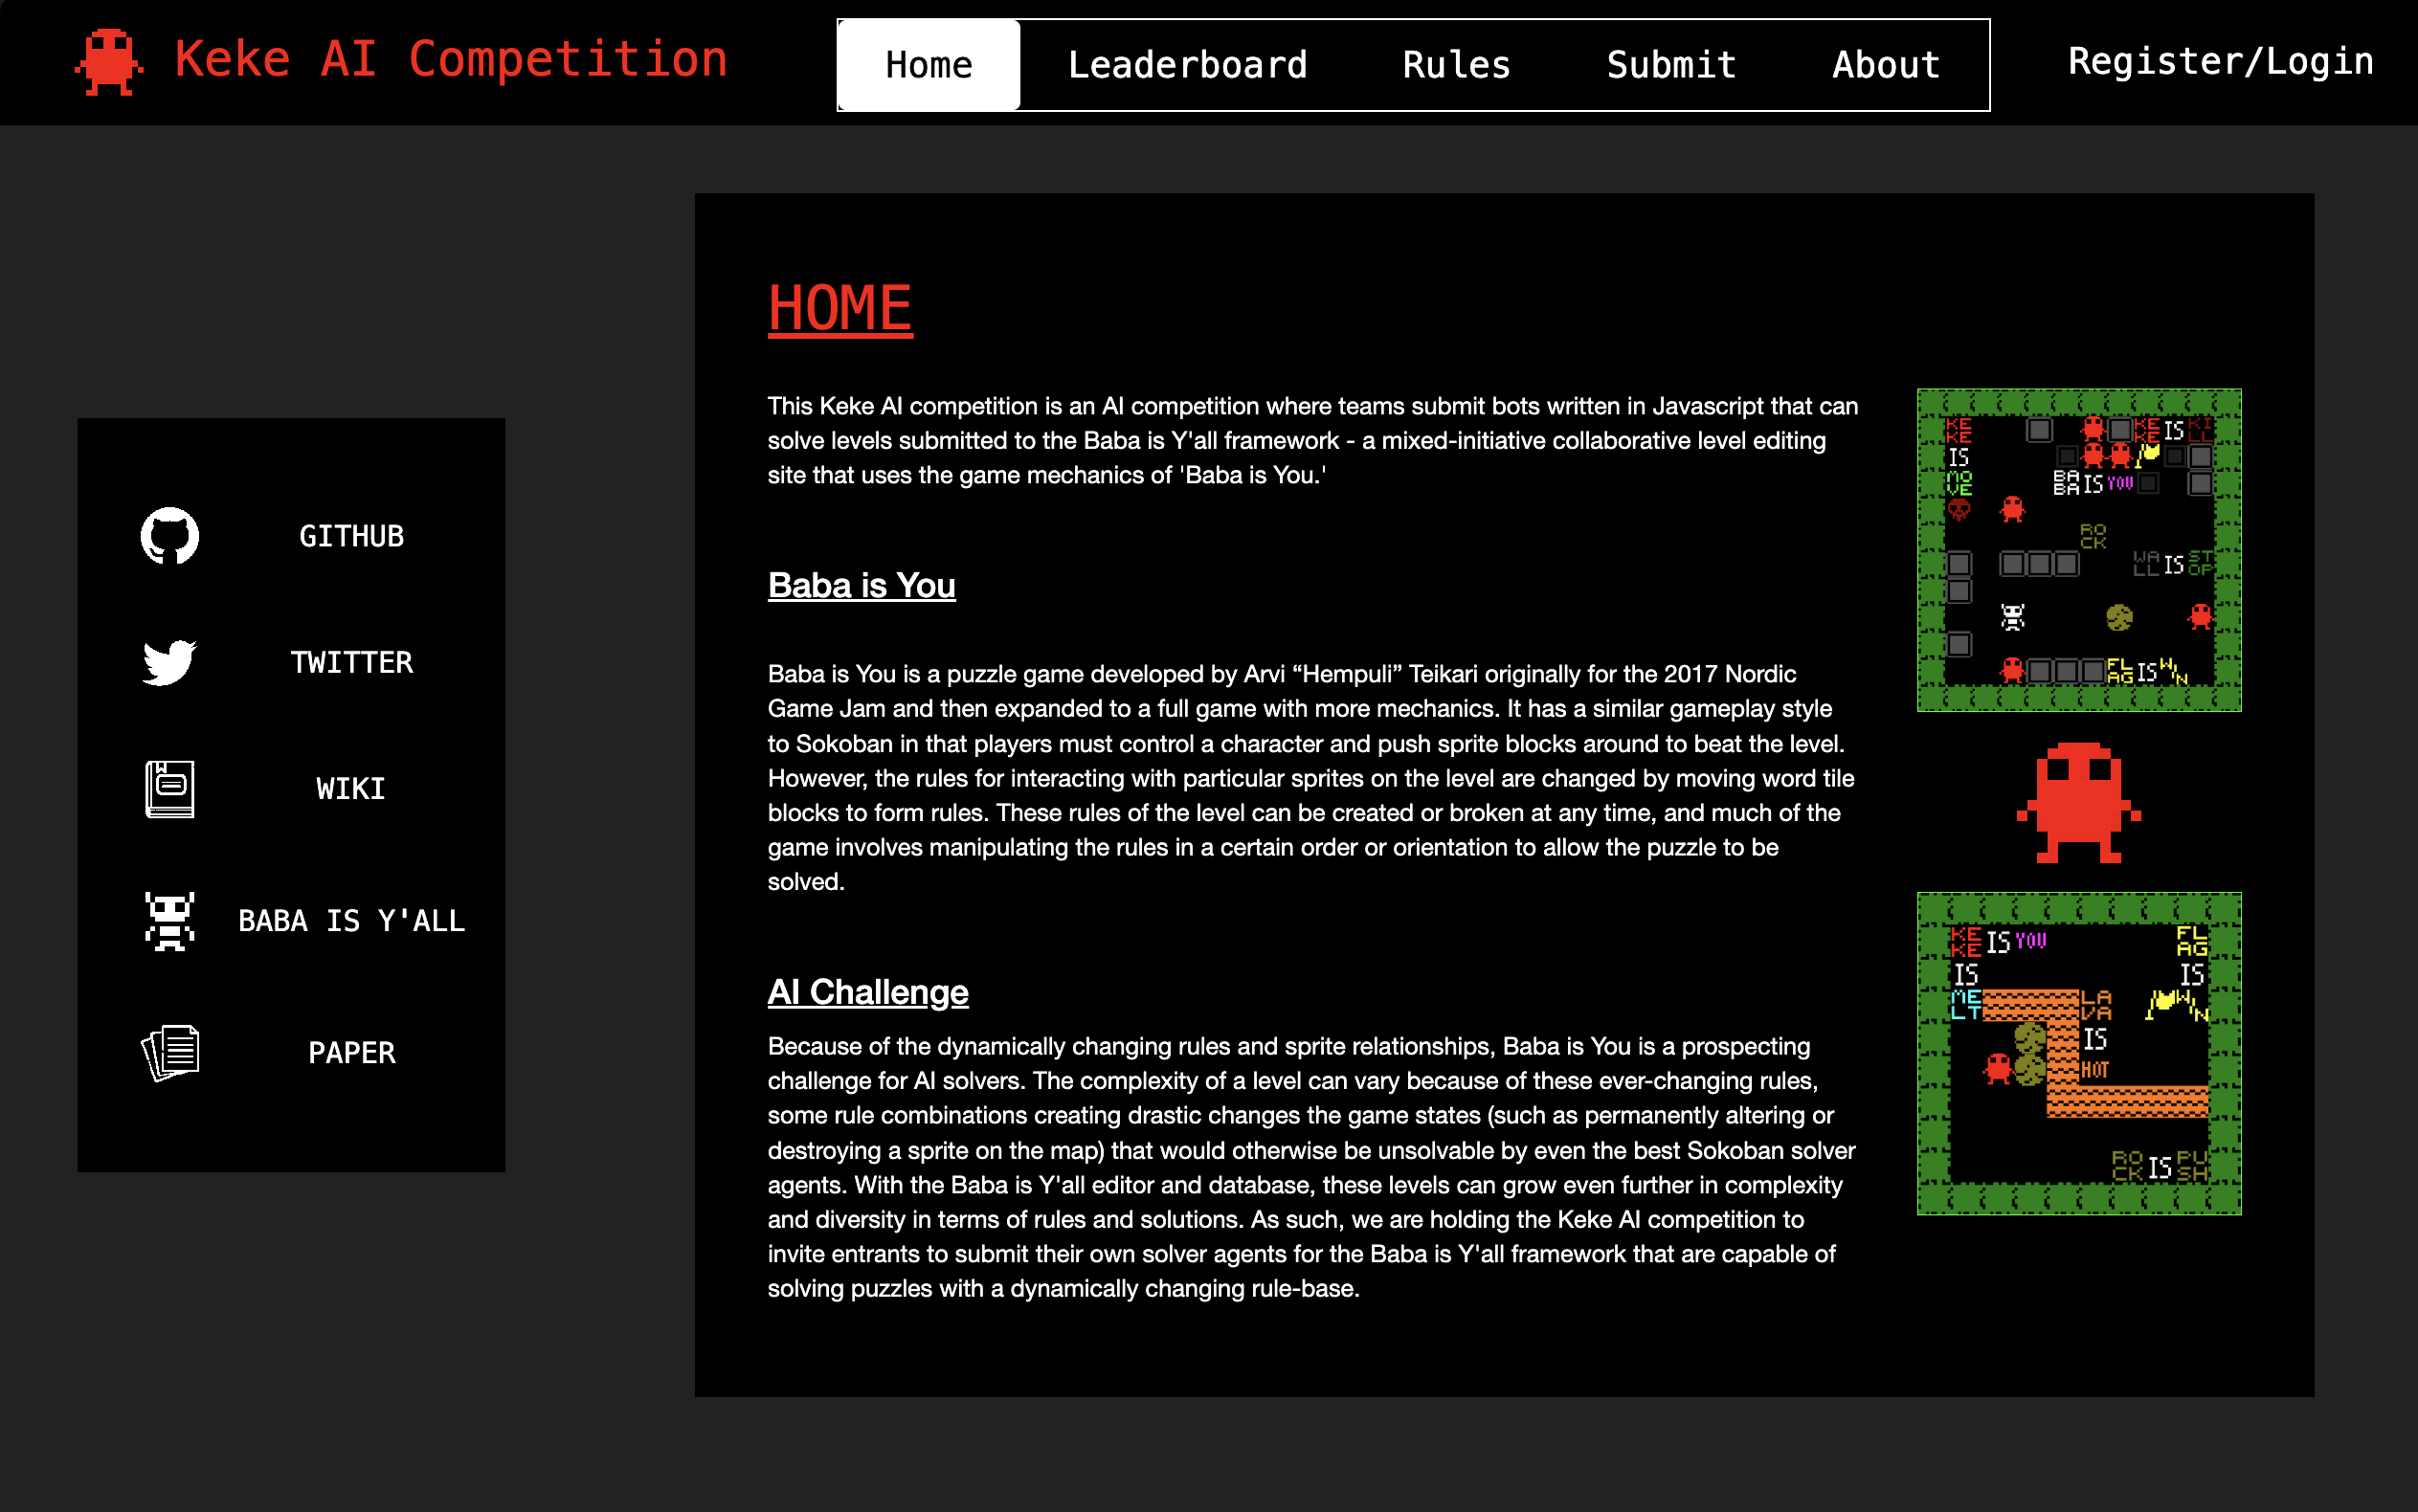 Keke AI Competition
Home
Leaderboard
Rules
Submit
About
Register/Login
GITHUB
TWITTER
WIKI
BABA IS Y'ALL
PAPER
HOME
This Keke AI competition is an AI competition where teams submit bots written in Javascript that can
solve levels submitted to the Baba is Y'all framework - a mixed-initiative collaborative level editing
site that uses the game mechanics of 'Baba is You.'
Baba is You
Baba is You is a puzzle game developed by Arvi “Hempuli” Teikari originally for the 2017 Nordic
Game Jam and then expanded to a full game with more mechanics. It has a similar gameplay style
to Sokoban in that players must control a character and push sprite blocks around to beat the level.
However, the rules for interacting with particular sprites on the level are changed by moving word tile
blocks to form rules. These rules of the level can be created or broken at any time, and much of the
game involves manipulating the rules in a certain order or orientation to allow the puzzle to be
solved.
AI Challenge
Because of the dynamically changing rules and sprite relationships, Baba is You is a prospecting
challenge for AI solvers. The complexity of a level can vary because of these ever-changing rules,
some rule combinations creating drastic changes the game states (such as permanently altering or
destroying a sprite on the map) that would otherwise be unsolvable by even the best Sokoban solver
agents. With the Baba is Y'all editor and database, these levels can grow even further in complexity
and diversity in terms of rules and solutions. As such, we are holding the Keke AI competition to
invite entrants to submit their own solver agents for the Baba is Y'all framework that are capable of
solving puzzles with a dynamically changing rule-base.
KEKE KEKE IS KILL
IS
MOVE BABA IS YOU
ROCK
WALL IS STOP
FLAG IS WIN
KEKE IS YOU FLAG
IS IS
MELT LAVA WIN
IS
HOT
ROCK IS PUSH